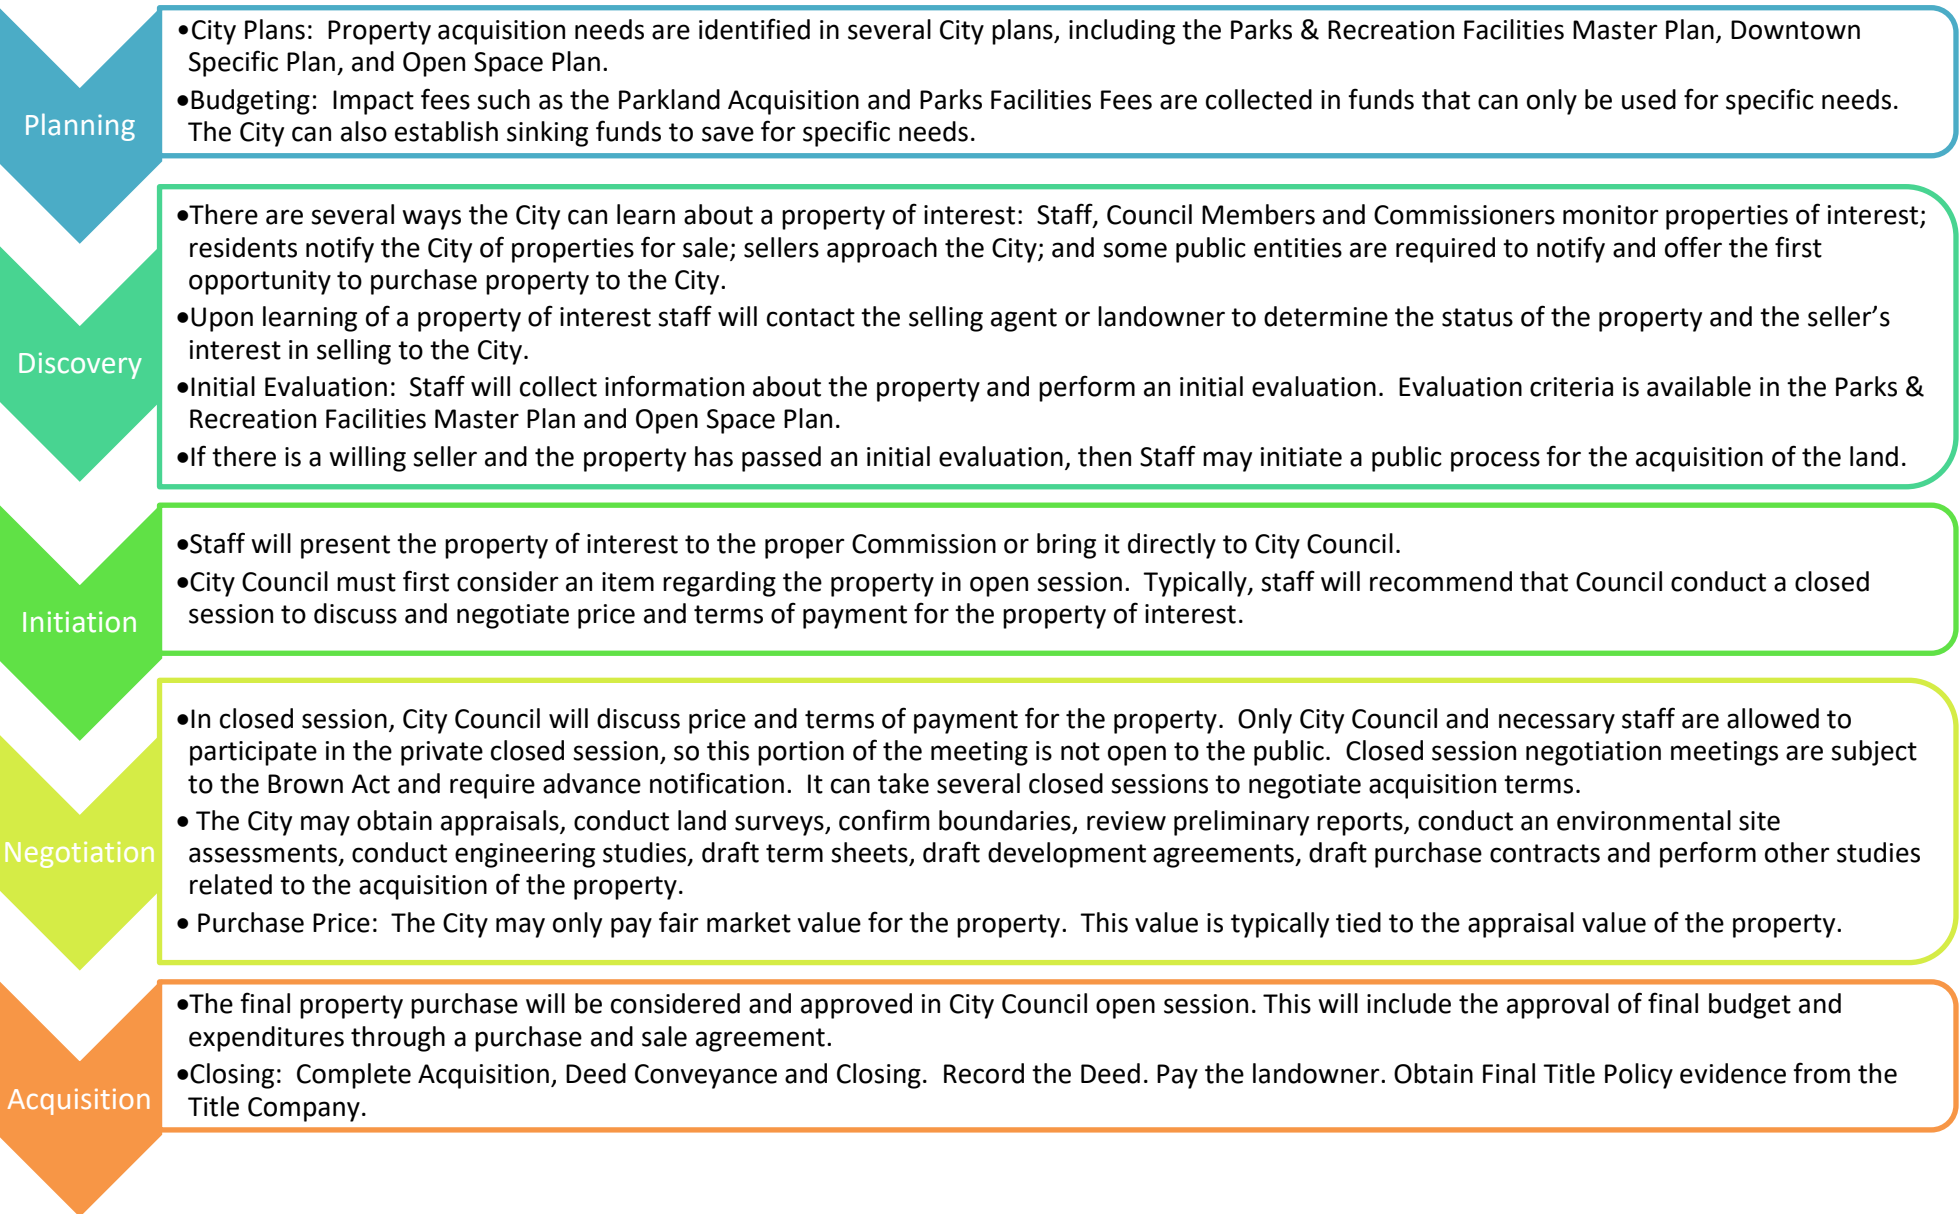 Planning
•City Plans:  Property acquisition needs are identified in several City plans, including the Parks & Recreation Facilities Master Plan, Downtown
Specific Plan, and Open Space Plan.
•Budgeting:  Impact fees such as the Parkland Acquisition and Parks Facilities Fees are collected in funds that can only be used for specific needs.
The City can also establish sinking funds to save for specific needs.
Discovery
•There are several ways the City can learn about a property of interest:  Staff, Council Members and Commissioners monitor properties of interest;
residents notify the City of properties for sale; sellers approach the City; and some public entities are required to notify and offer the first
opportunity to purchase property to the City.
•Upon learning of a property of interest staff will contact the selling agent or landowner to determine the status of the property and the seller’s
interest in selling to the City.
•Initial Evaluation:  Staff will collect information about the property and perform an initial evaluation.  Evaluation criteria is available in the Parks &
Recreation Facilities Master Plan and Open Space Plan.
•If there is a willing seller and the property has passed an initial evaluation, then Staff may initiate a public process for the acquisition of the land.
Initiation
•Staff will present the property of interest to the proper Commission or bring it directly to City Council.
•City Council must first consider an item regarding the property in open session.  Typically, staff will recommend that Council conduct a closed
session to discuss and negotiate price and terms of payment for the property of interest.
Negotiation
•In closed session, City Council will discuss price and terms of payment for the property.  Only City Council and necessary staff are allowed to
participate in the private closed session, so this portion of the meeting is not open to the public.  Closed session negotiation meetings are subject
to the Brown Act and require advance notification.  It can take several closed sessions to negotiate acquisition terms.
• The City may obtain appraisals, conduct land surveys, confirm boundaries, review preliminary reports, conduct an environmental site
assessments, conduct engineering studies, draft term sheets, draft development agreements, draft purchase contracts and perform other studies
related to the acquisition of the property.
• Purchase Price:  The City may only pay fair market value for the property.  This value is typically tied to the appraisal value of the property.
Acquisition
•The final property purchase will be considered and approved in City Council open session. This will include the approval of final budget and
expenditures through a purchase and sale agreement.
•Closing:  Complete Acquisition, Deed Conveyance and Closing.  Record the Deed. Pay the landowner. Obtain Final Title Policy evidence from the
Title Company.